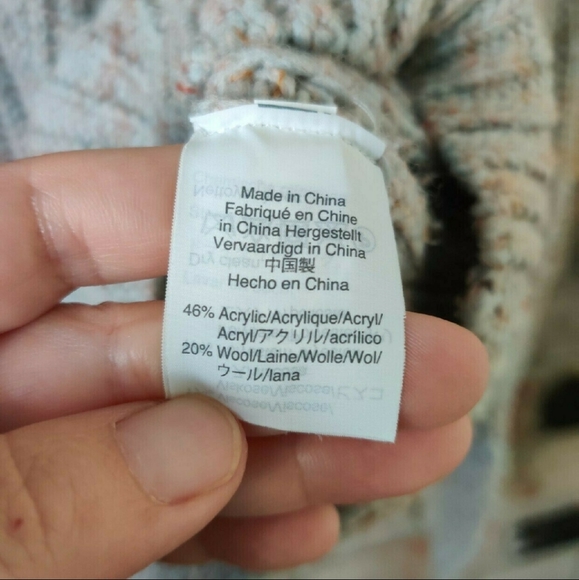 Made in China
Fabriqué en Chine
in China Hergestellt
Vervaardigd in China
中国製
Hecho en China
46% Acrylic/Acrylique/Acryl/
Acryl/アクリル/acrílico
20% Wool/Laine/Wolle/Wol/
ウール/lana